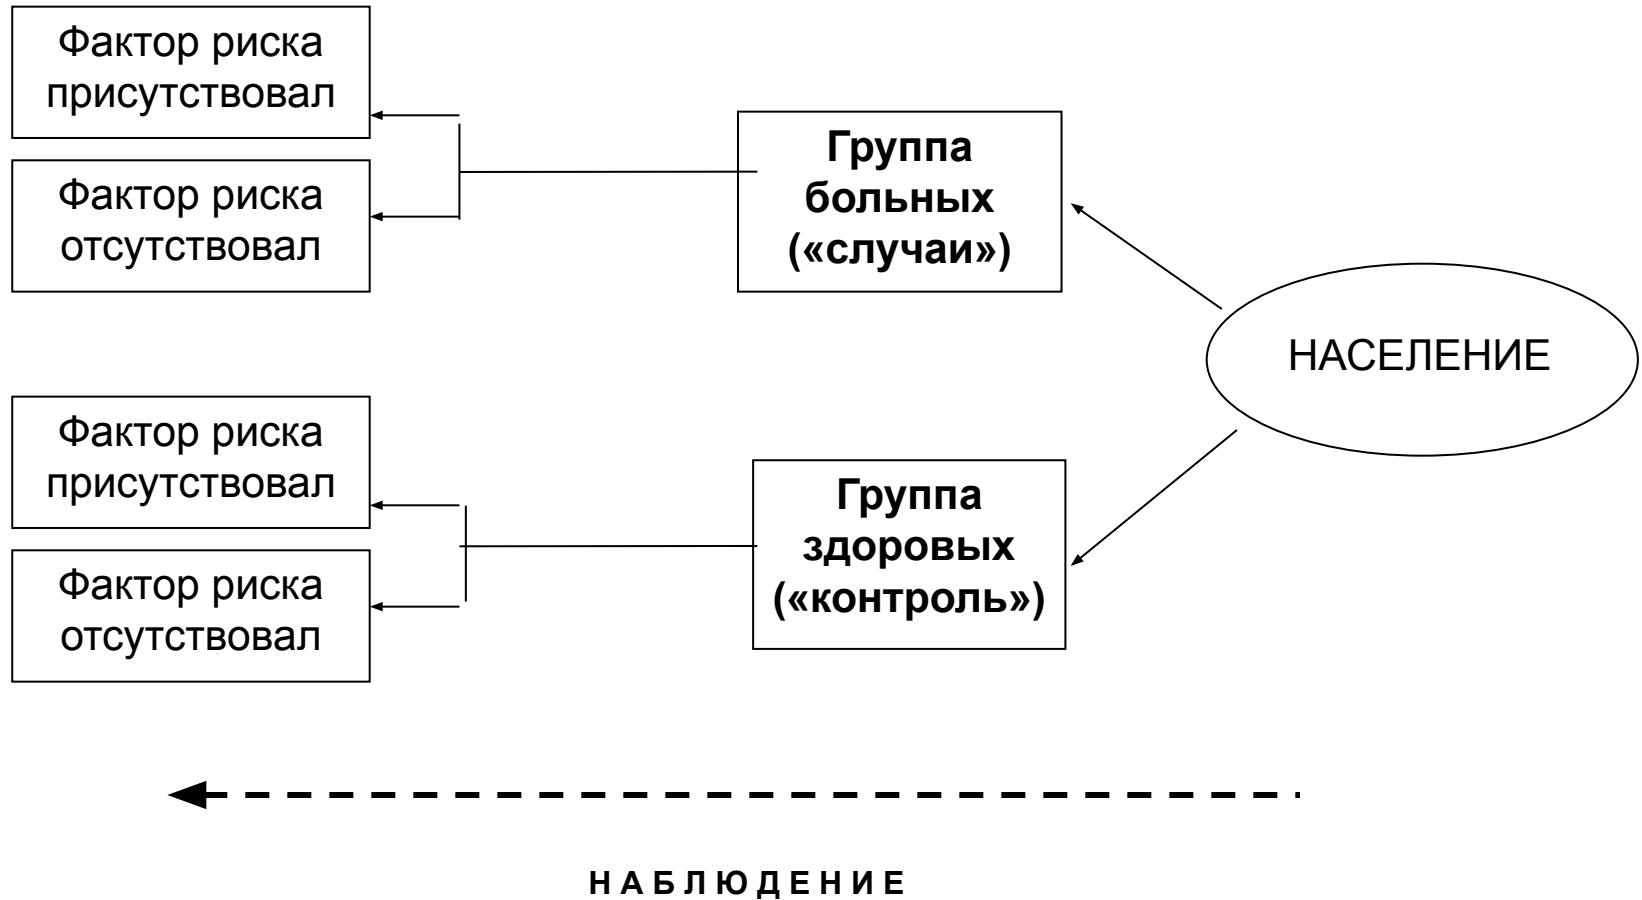 Фактор риска
присутствовал
Фактор риска
отсутствовал
Группа
больных
(«случаи»)
НАСЕЛЕНИЕ
Фактор риска
присутствовал
Фактор риска
отсутствовал
Группа
здоровых
(«контроль»)
Н А Б Л Ю Д Е Н И Е